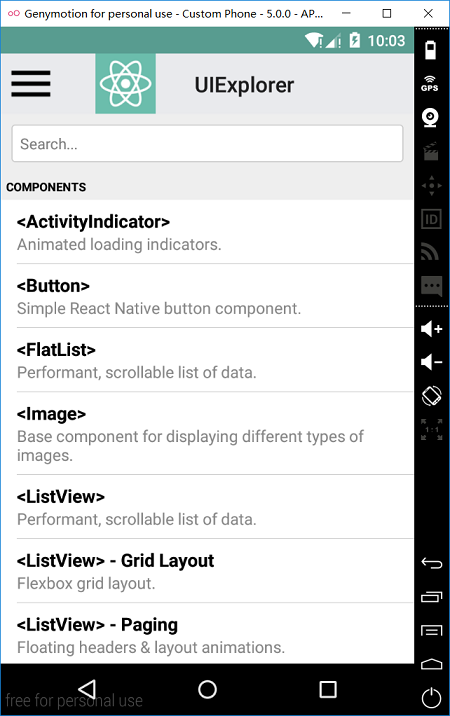 Genymotion for personal use - Custom Phone - 5.0.0 - AP...
10:03
GPS
UIExplorer
Search...
COMPONENTS
<ActivityIndicator>
Animated loading indicators.
<Button>
Simple React Native button component.
<FlatList>
Performant, scrollable list of data.
<Image>
Base component for displaying different types of
images.
<ListView>
Performant, scrollable list of data.
<ListView> - Grid Layout
Flexbox grid layout.
<ListView> - Paging
Floating headers & layout animations.
free for personal use
ID
1:1